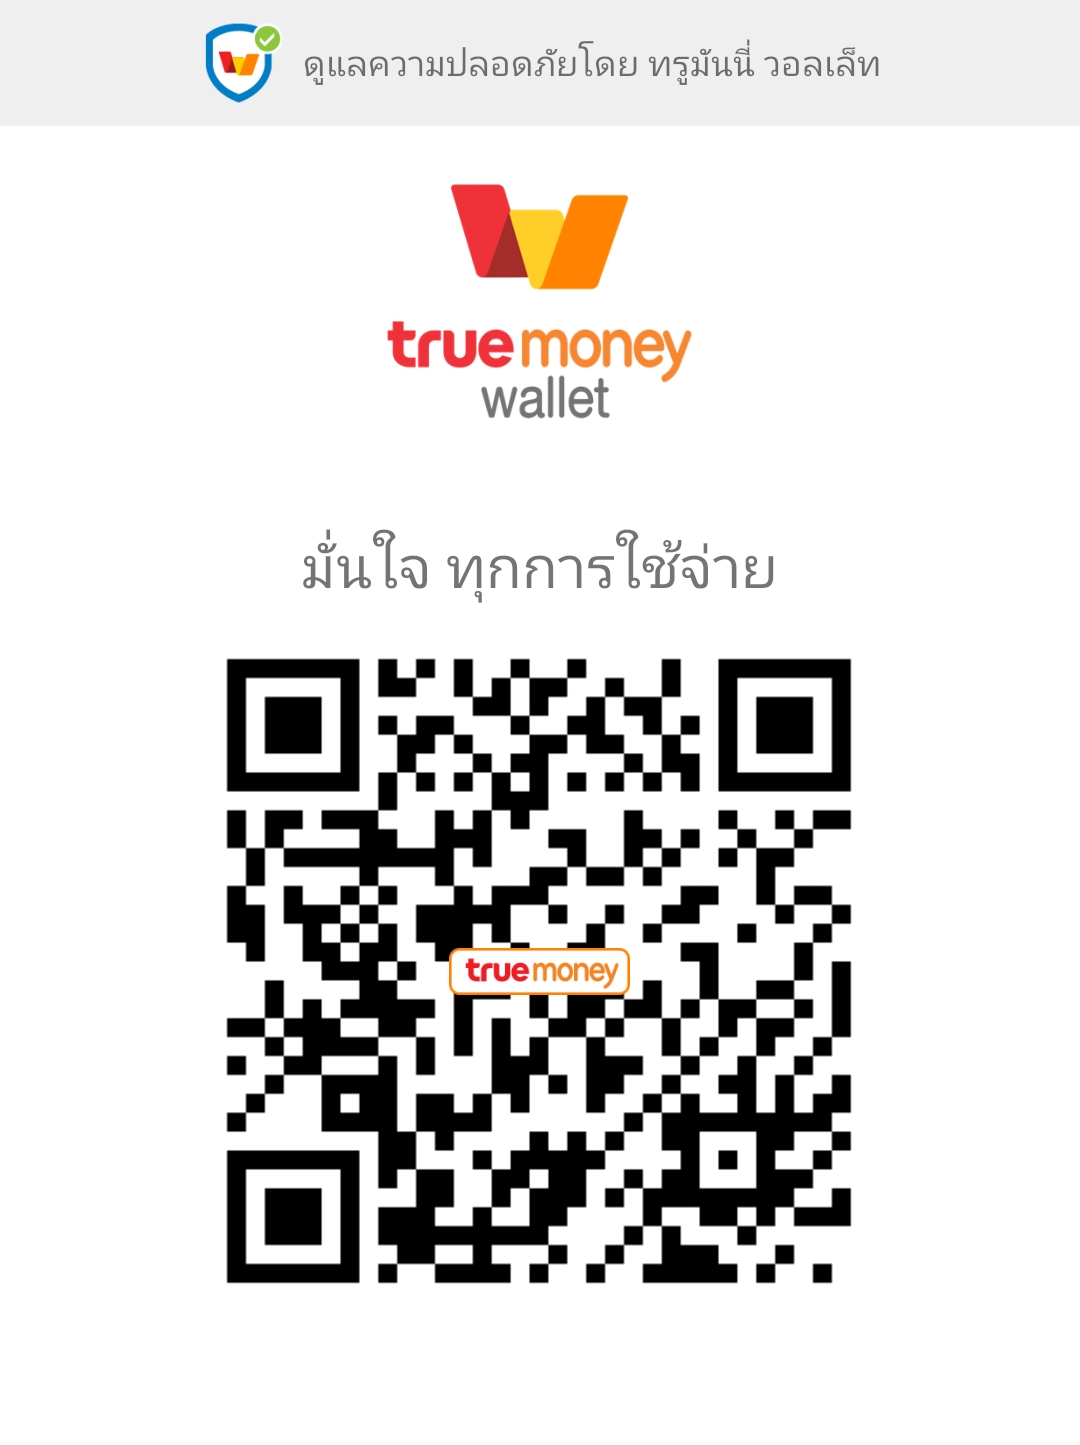 ดูแลความปลอดภัยโดย ทรูมันนี่ วอลเล็ท
truemoney
wallet
มั่นใจ ทุกการใช้จ่าย
truemoney